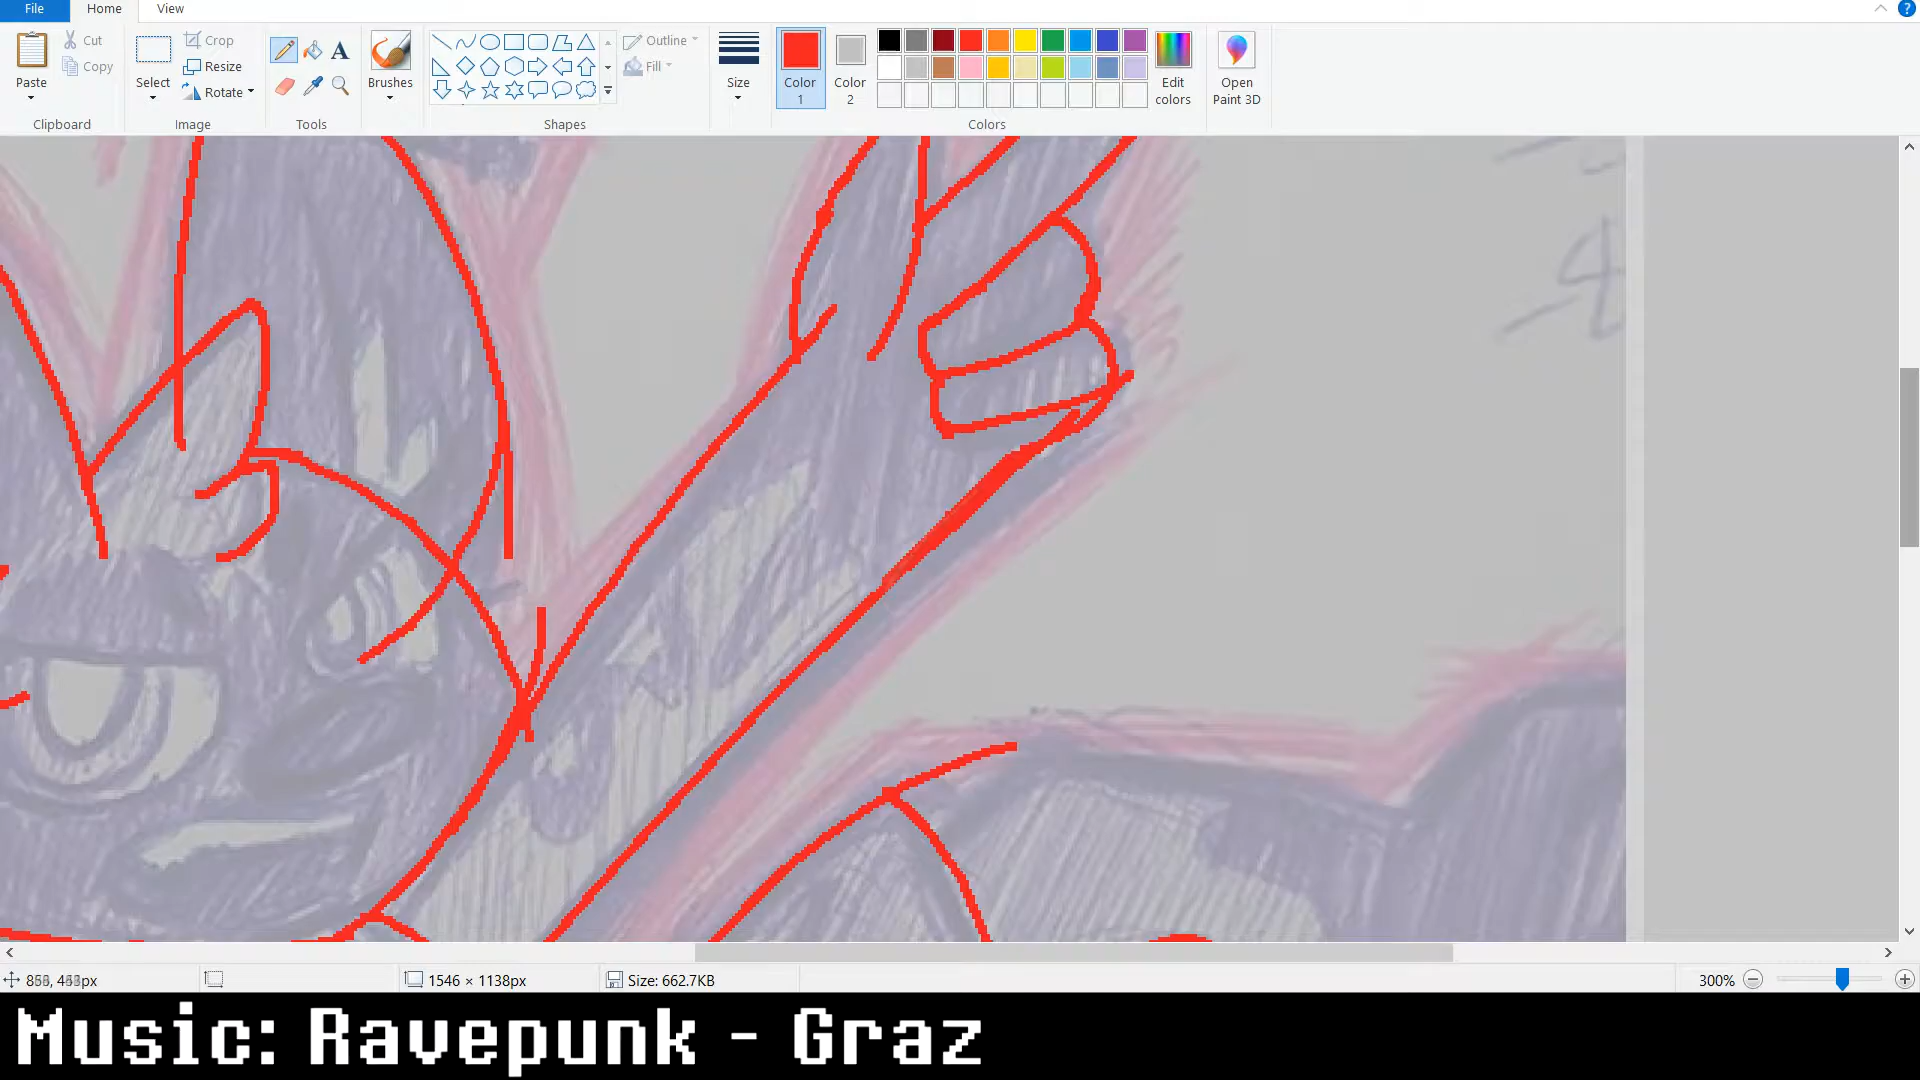 File Home View
Paste Cut Copy Clipboard
Select Crop Resize Rotate Image
A Tools
Brushes
Outline Fill Shapes
Size
Color 1 Color 2 Edit colors Colors
Open Paint 3D
1546 × 1138px Size: 662.7KB 300%
Music: Ravepunk - Graz